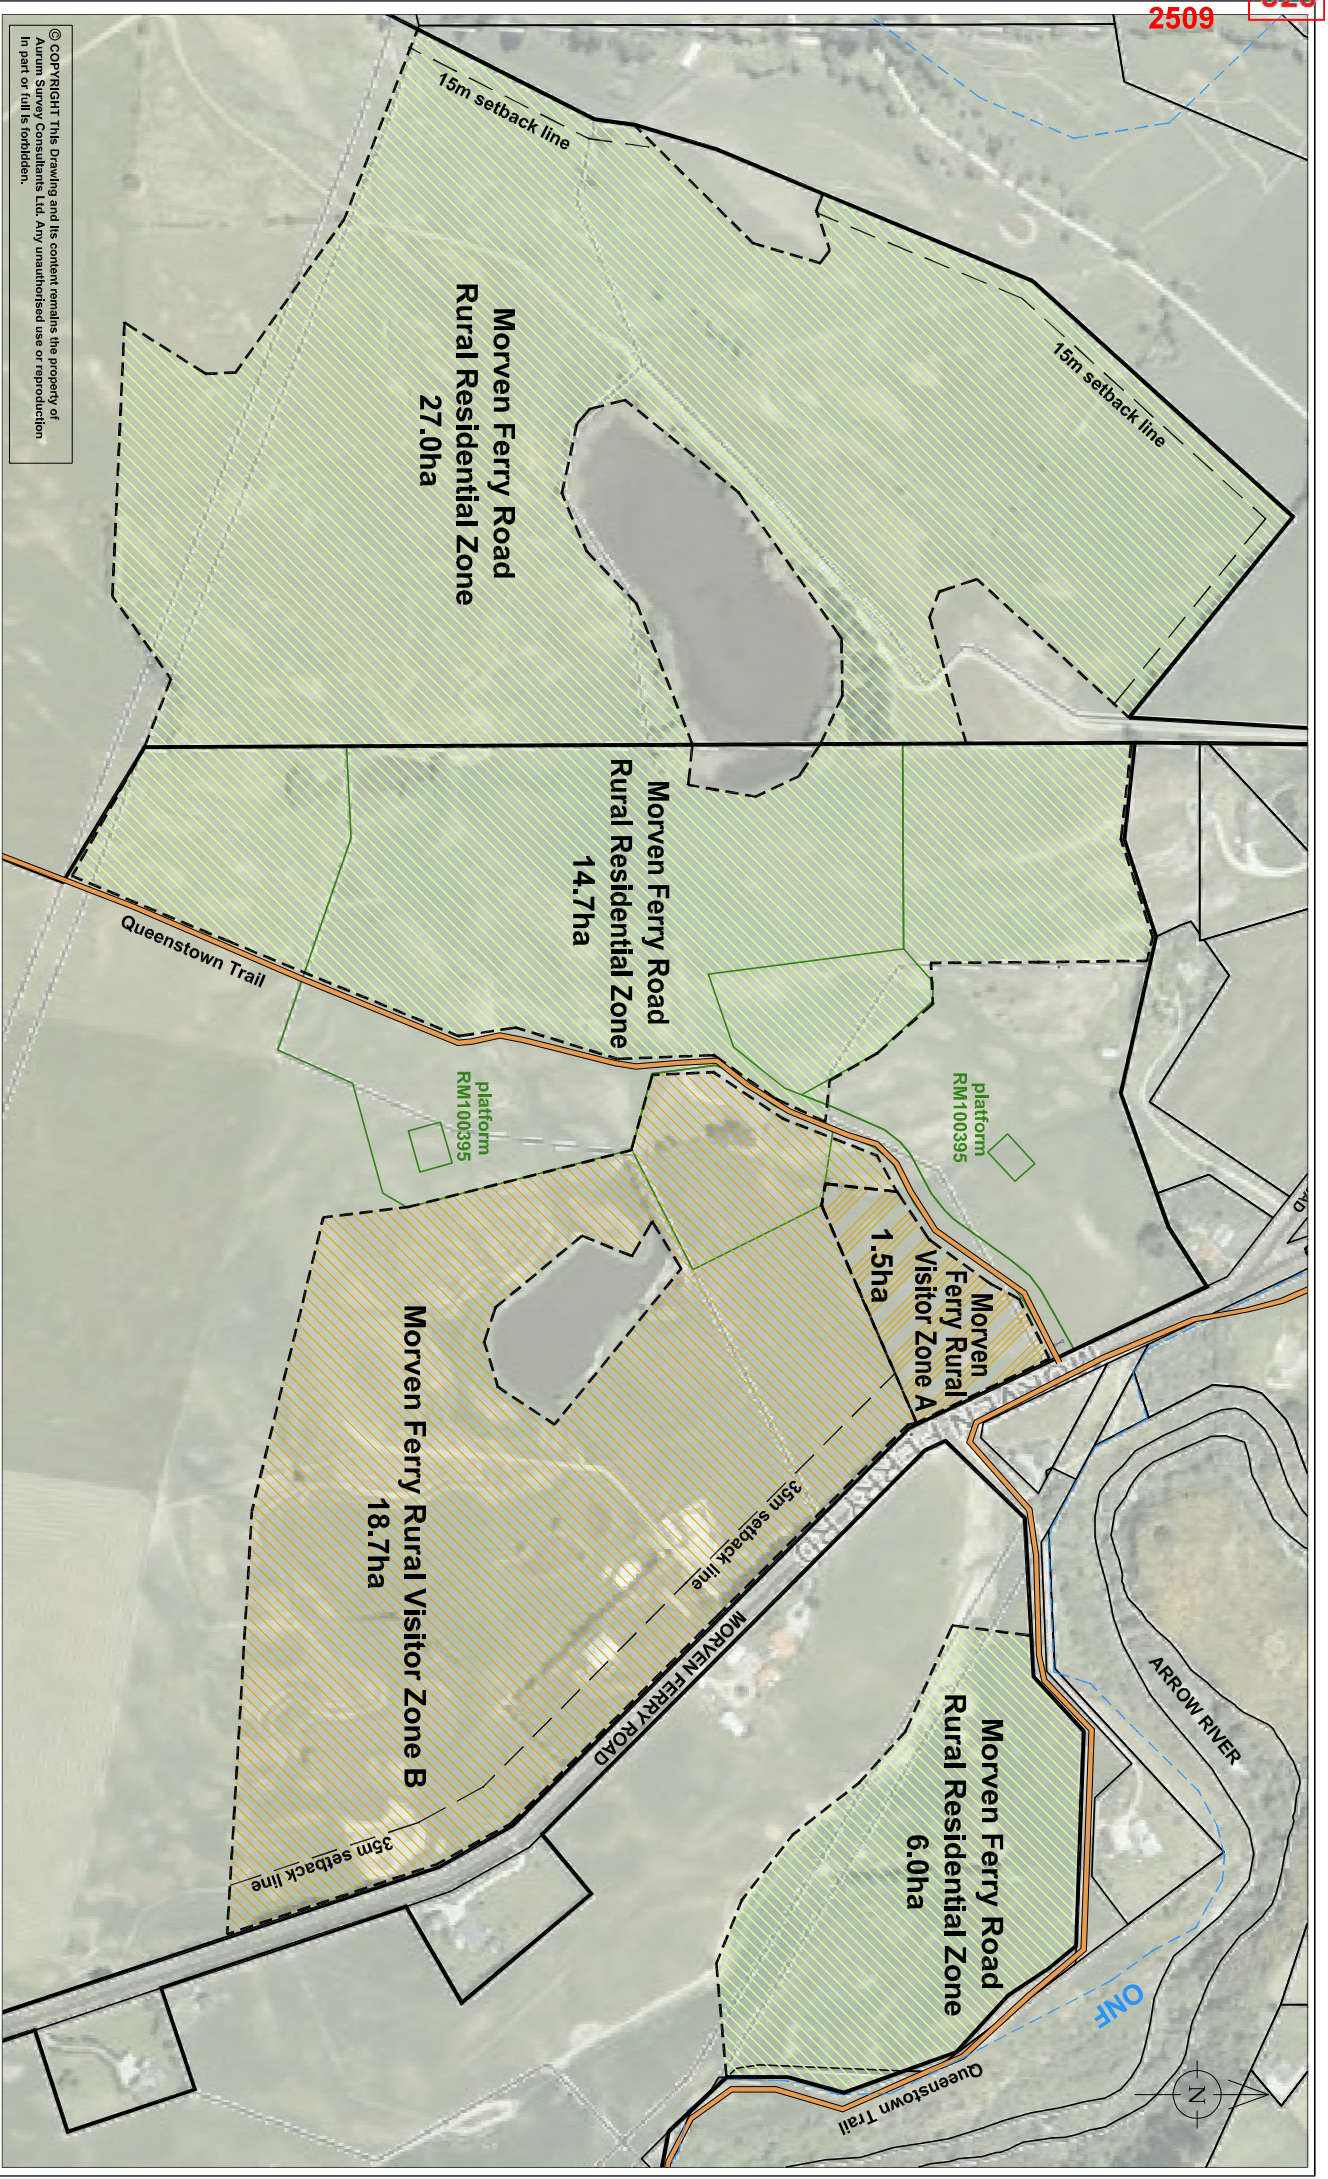 2509
© COPYRIGHT This Drawing and its content remains the property of
Aurum Survey Consultants Ltd. Any unauthorised use or reproduction
in part or full is forbidden.
15m setback line
15m setback line
Morven Ferry Road
Rural Residential Zone
27.0ha
Morven Ferry Road
Rural Residential Zone
14.7ha
Queenstown Trail
platform
RM100395
platform
RM100395
Morven
Ferry Rural
Visitor Zone A
1.5ha
Morven Ferry Rural Visitor Zone B
18.7ha
35m setback line
35m setback line
MORVEN FERRY RD
MORVEN FERRY ROAD
Morven Ferry Road
Rural Residential Zone
6.0ha
ARROW RIVER
ONF
Queenstown Trail
N